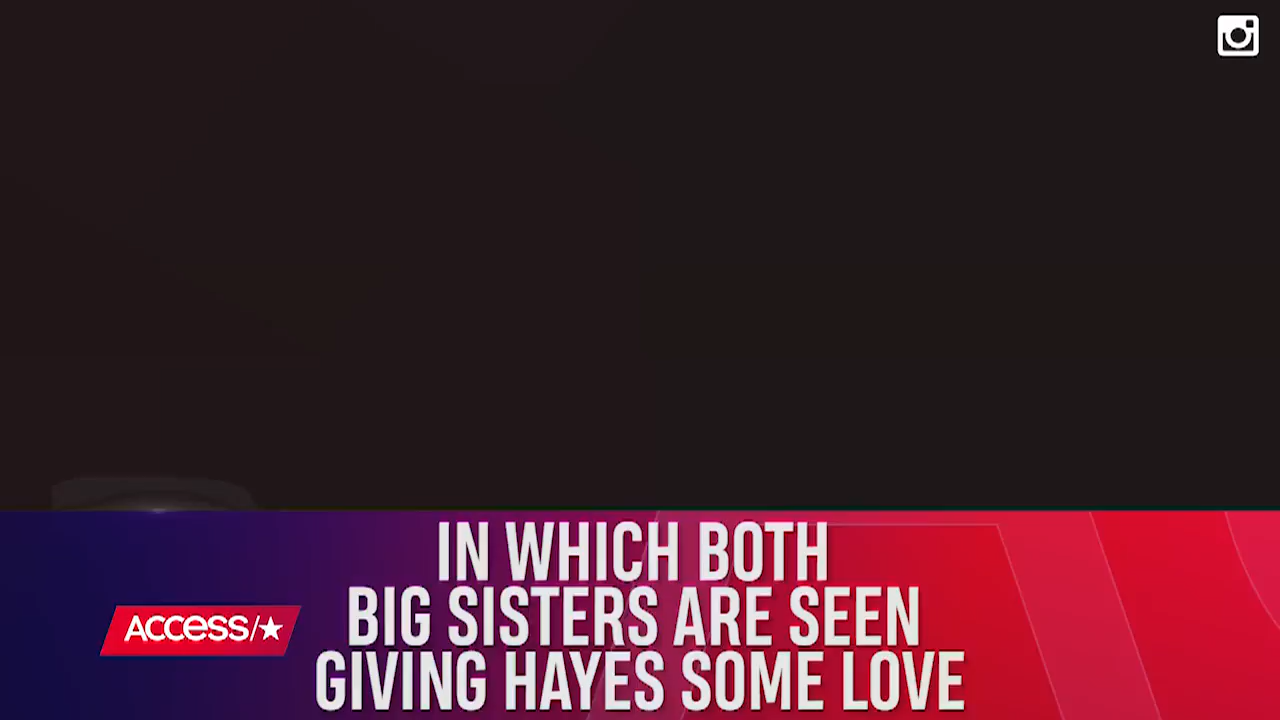 IN WHICH BOTH
BIG SISTERS ARE SEEN
ACCESS/★
GIVING HAYES SOME LOVE